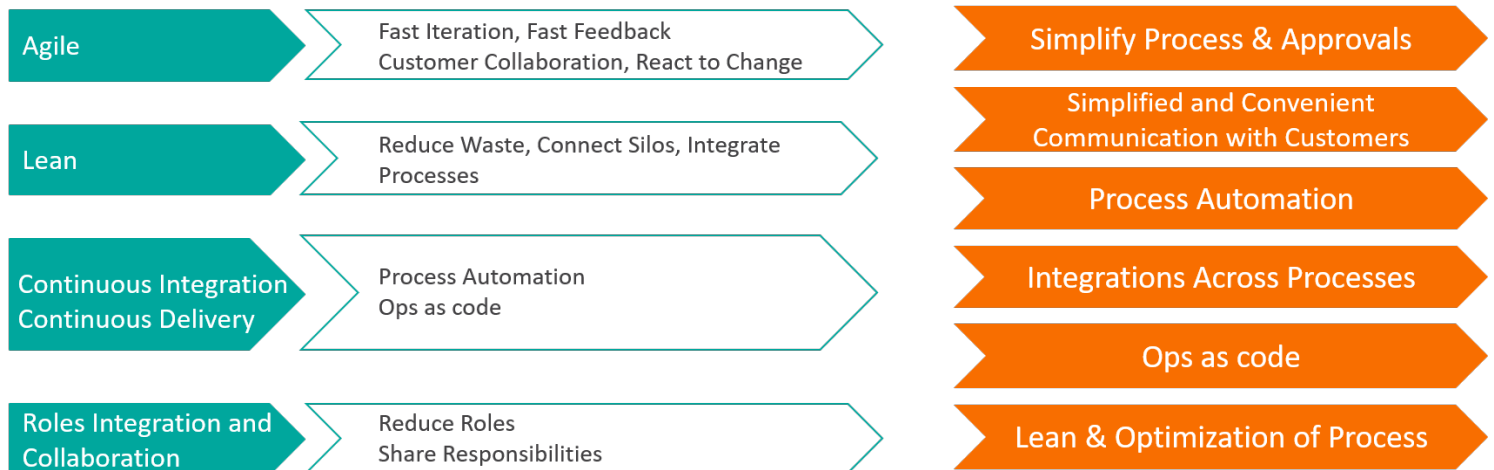 Agile
Fast Iteration, Fast Feedback
Customer Collaboration, React to Change
Lean
Reduce Waste, Connect Silos, Integrate
Processes
Continuous Integration
Continuous Delivery
Process Automation
Ops as code
Roles Integration and
Collaboration
Reduce Roles
Share Responsibilities
Simplify Process & Approvals
Simplified and Convenient
Communication with Customers
Process Automation
Integrations Across Processes
Ops as code
Lean & Optimization of Process